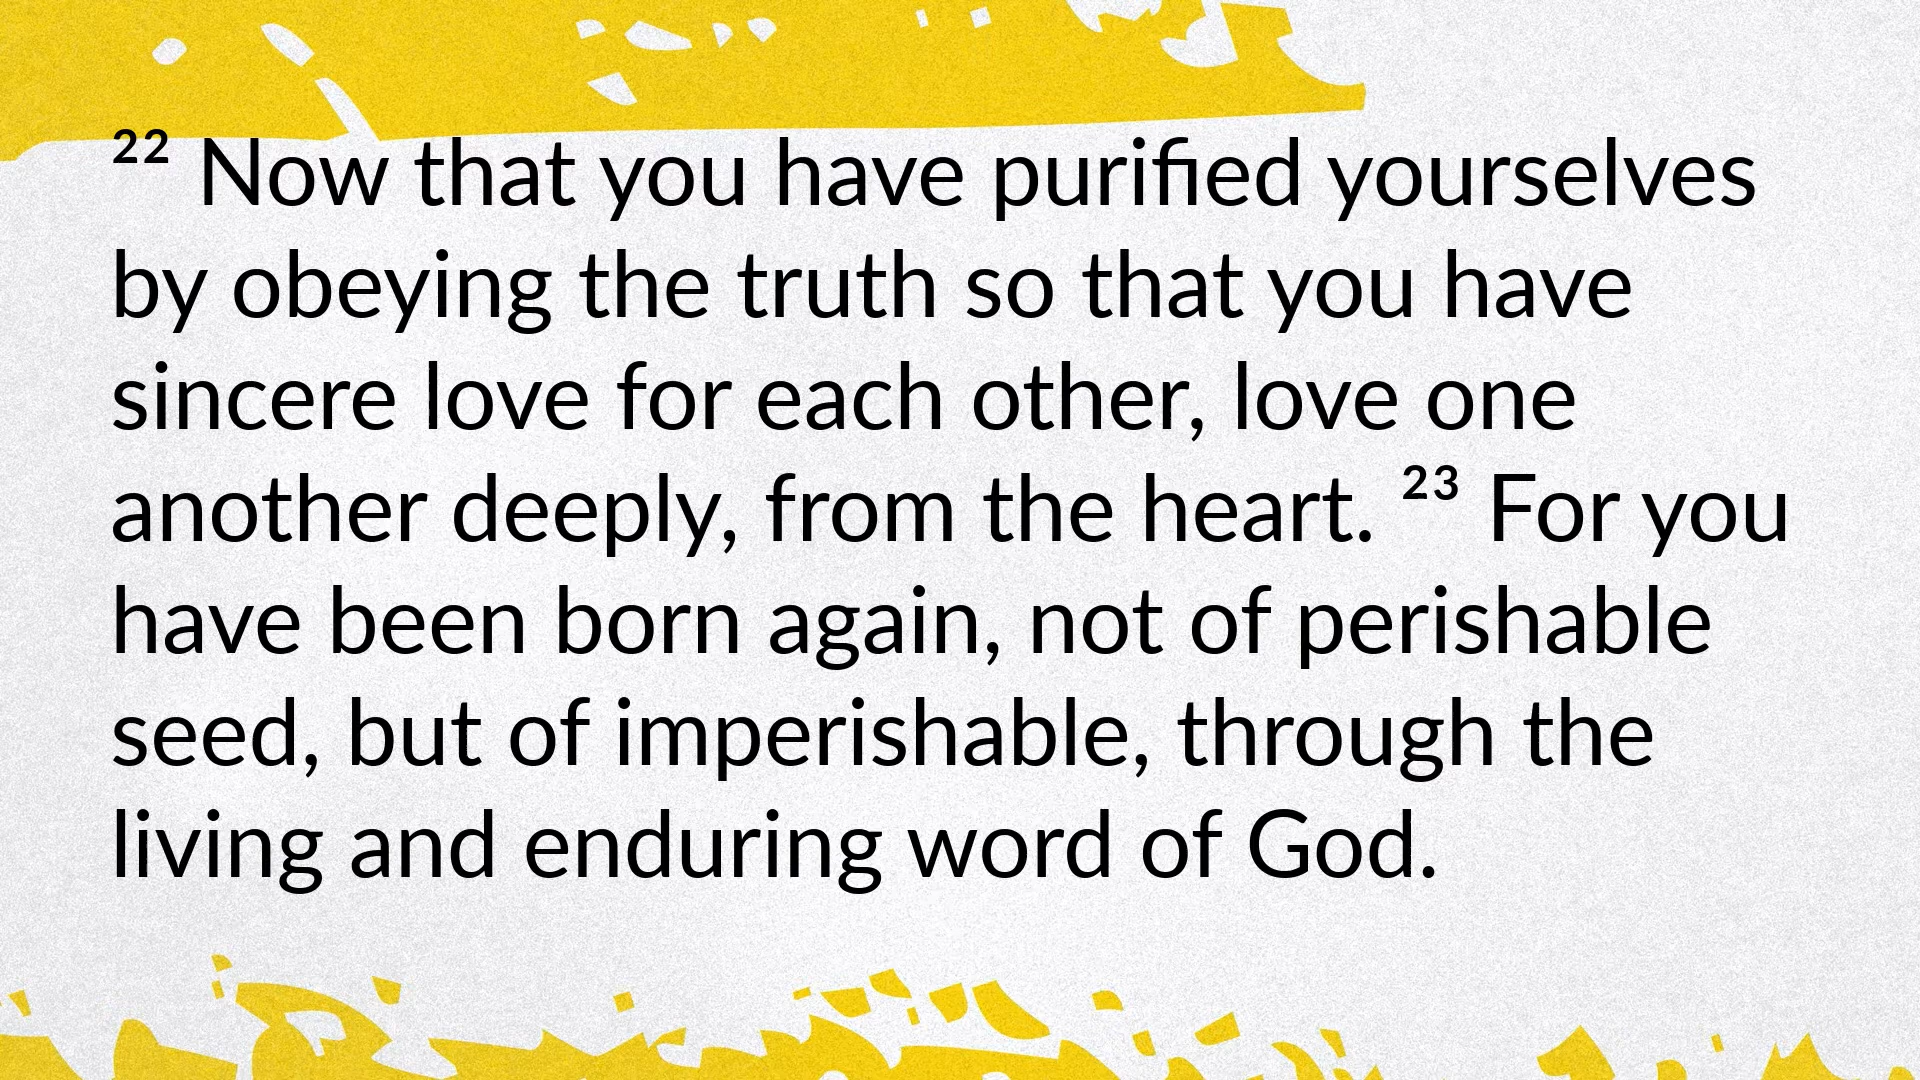 22 Now that you have purified yourselves
by obeying the truth so that you have
sincere love for each other, love one
another deeply, from the heart. 23 For you
have been born again, not of perishable
seed, but of imperishable, through the
living and enduring word of God.